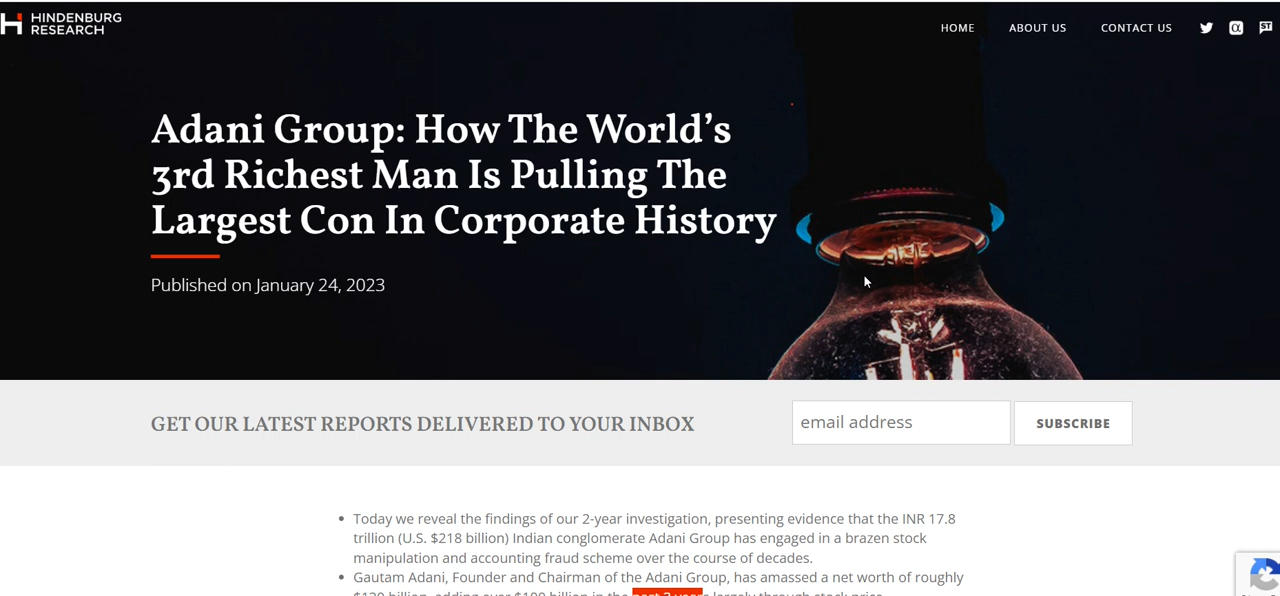 HINDENBURG
RESEARCH
HOME ABOUT US CONTACT US
Adani Group: How The World’s
3rd Richest Man Is Pulling The
Largest Con In Corporate History
Published on January 24, 2023
GET OUR LATEST REPORTS DELIVERED TO YOUR INBOX
email address SUBSCRIBE
Today we reveal the findings of our 2-year investigation, presenting evidence that the INR 17.8
trillion (U.S. $218 billion) Indian conglomerate Adani Group has engaged in a brazen stock
manipulation and accounting fraud scheme over the course of decades.
Gautam Adani, Founder and Chairman of the Adani Group, has amassed a net worth of roughly